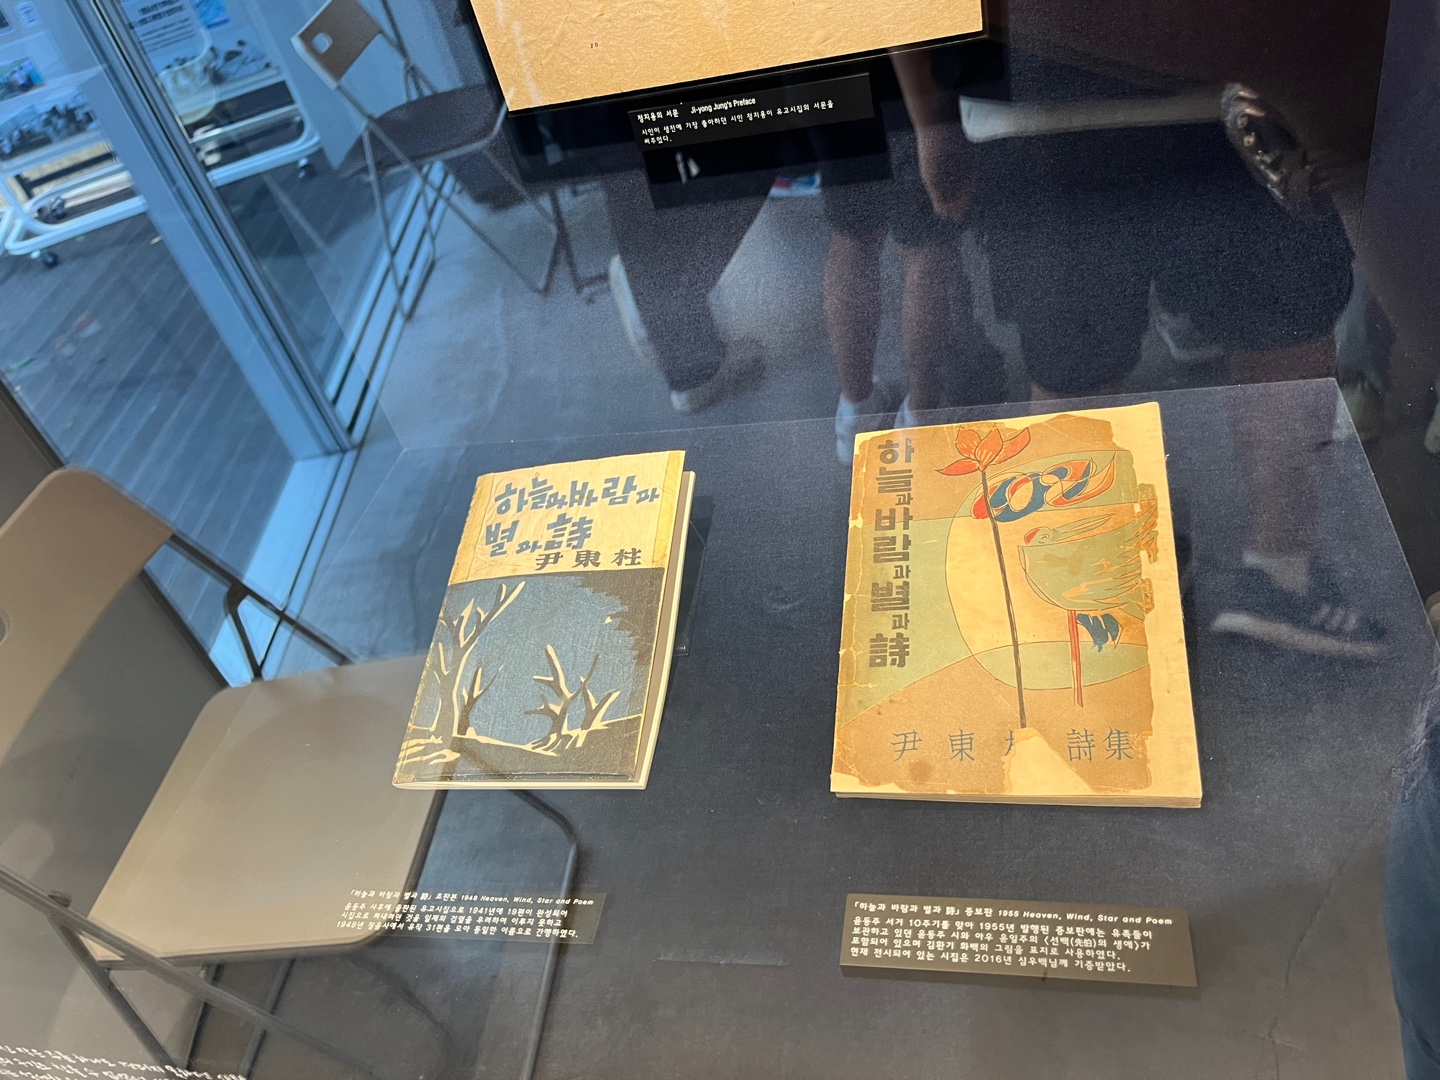 10
정지용의 서문 Ji-yong Jung's Preface
시인이 생전에 가장 좋아하던 시인 정지용이 유고시집의 서문을
써주었다.
하늘과 바람과
별과 詩
尹東柱
하늘과 바람과 별과 詩
尹東 詩集
「하늘과 바람과 별과 詩」 초판본 1948 Heaven, Wind, Star and Poem
윤동주 사후에 출판된 유고시집으로 1941년에 19편이 완성되어
시집으로 펴내려던 것을 일제의 검열을 우려하여 이루지 못하고
1948년 정음사에서 유작 31편을 모아 동일한 이름으로 간행하였다.
「하늘과 바람과 별과 詩」 증보판 1955 Heaven, Wind, Star and Poem
윤동주 서거 10주기를 맞아 1955년 발행된 증보판에는 유족들이
보관하고 있던 윤동주 시와 아우 윤일주의 〈선백(先伯)의 생애〉가
포함되어 있으며 김환기 화백의 그림을 표지로 사용하였다.
현재 전시되어 있는 시집은 2016년 심우백님께 기증받았다.